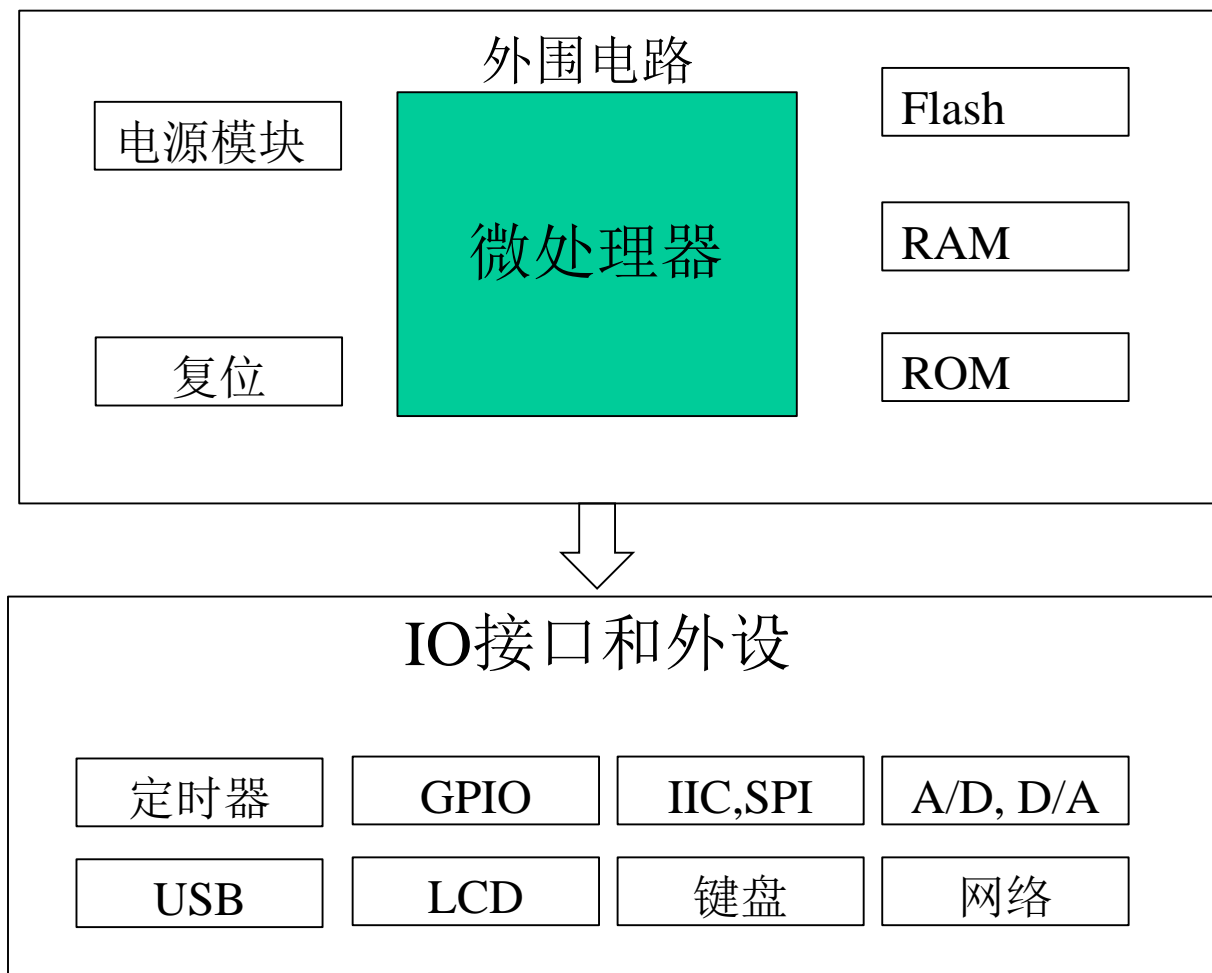 外围电路
电源模块
Flash
微处理器
RAM
复位
ROM
IO接口和外设
定时器
GPIO
IIC,SPI
A/D, D/A
USB
LCD
键盘
网络